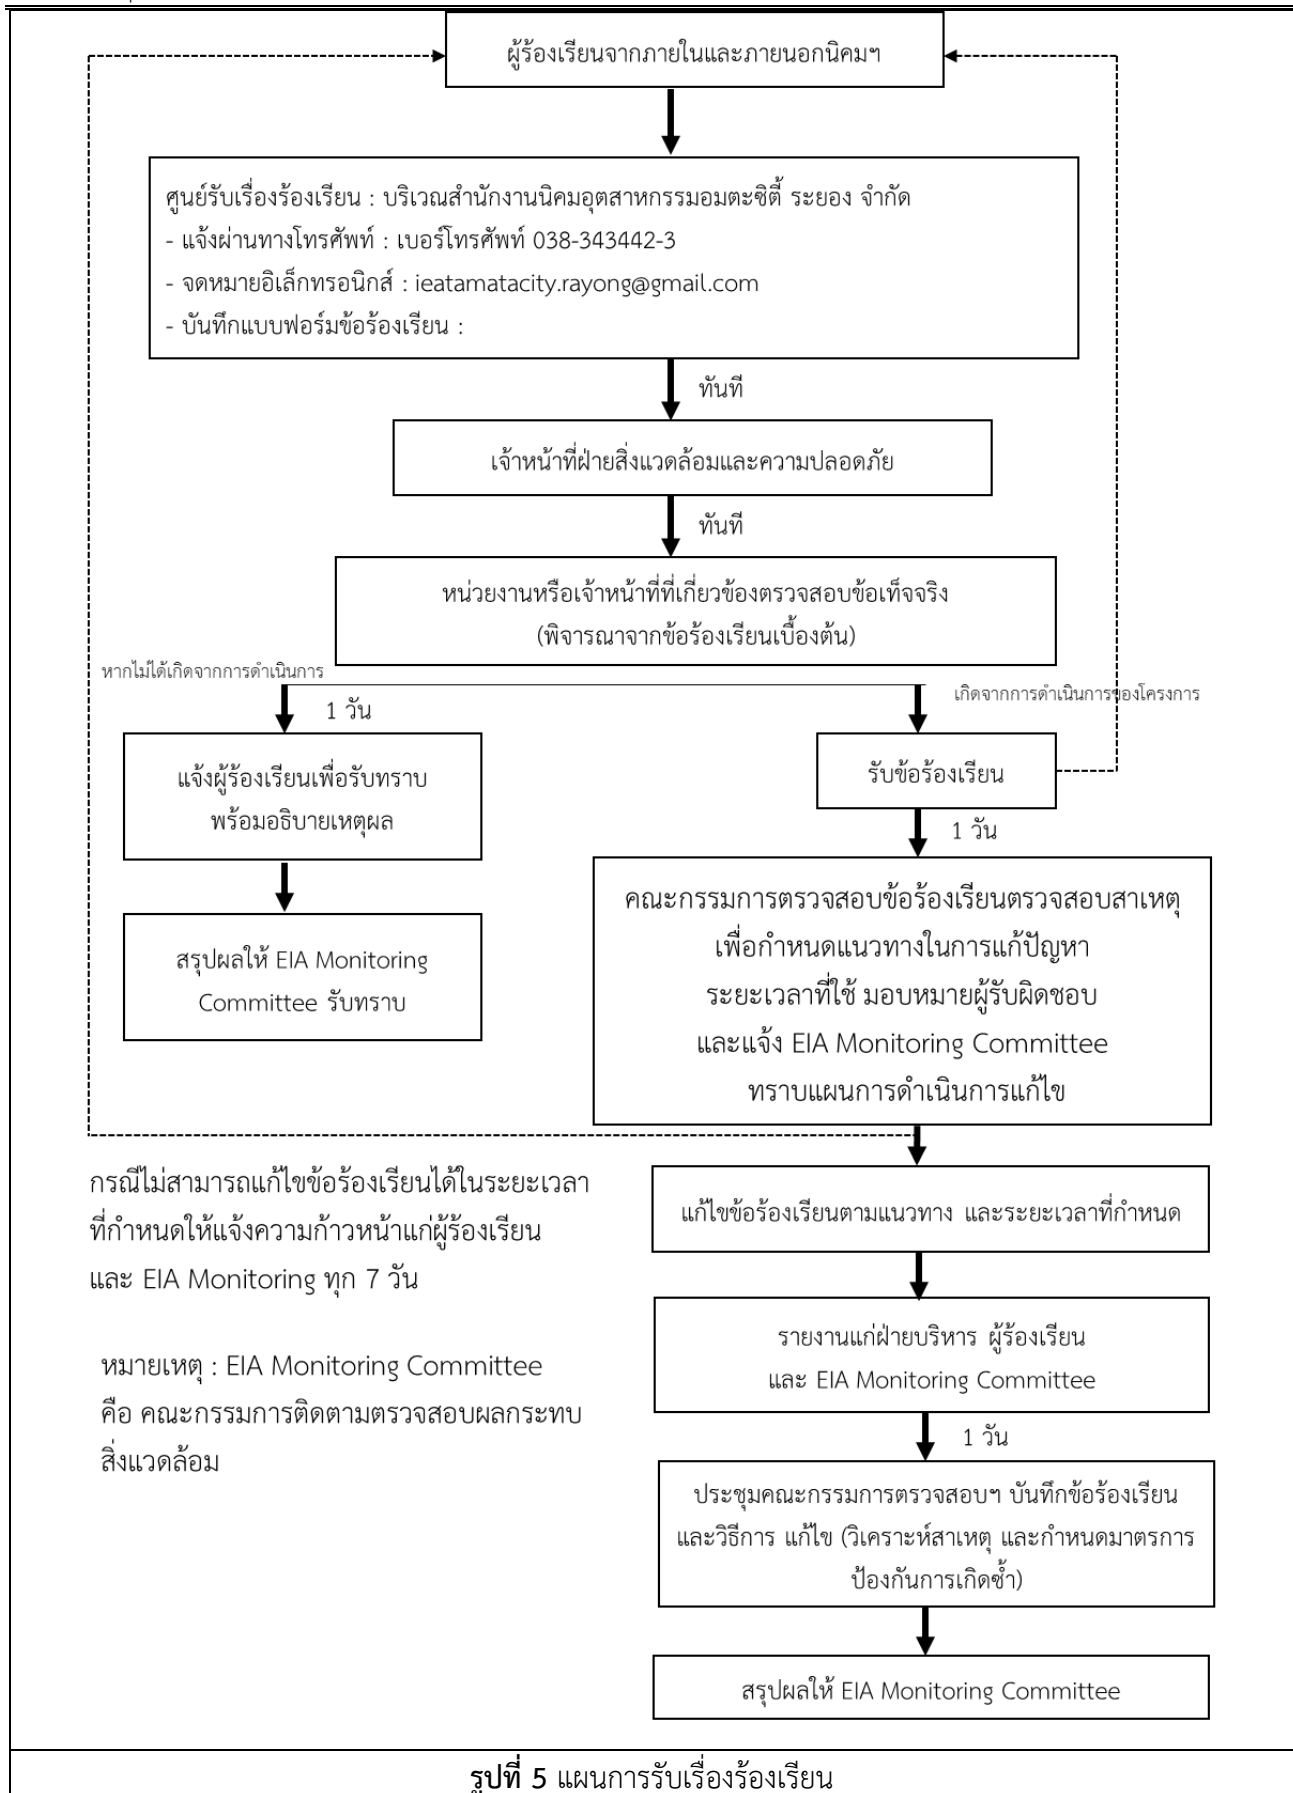 ผู้ร้องเรียนจากภายในและภายนอกนิคมฯ
ศูนย์รับเรื่องร้องเรียน : บริเวณสำนักงานนิคมอุตสาหกรรมอมตะซิตี้ ระยอง จำกัด
- แจ้งผ่านทางโทรศัพท์ : เบอร์โทรศัพท์ 038-343442-3
- จดหมายอิเล็กทรอนิกส์ : ieatamatacity.rayong@gmail.com
- บันทึกแบบฟอร์มข้อร้องเรียน :
ทันที
เจ้าหน้าที่ฝ่ายสิ่งแวดล้อมและความปลอดภัย
ทันที
หน่วยงานหรือเจ้าหน้าที่ที่เกี่ยวข้องตรวจสอบข้อเท็จจริง
(พิจารณาจากข้อร้องเรียนเบื้องต้น)
หากไม่ได้เกิดจากการดำเนินการ
1 วัน
เกิดจากการดำเนินการของโครงการ
แจ้งผู้ร้องเรียนเพื่อรับทราบ
พร้อมอธิบายเหตุผล
รับข้อร้องเรียน
1 วัน
สรุปผลให้ EIA Monitoring
Committee รับทราบ
คณะกรรมการตรวจสอบข้อร้องเรียนตรวจสอบสาเหตุ
เพื่อกำหนดแนวทางในการแก้ปัญหา
ระยะเวลาที่ใช้ มอบหมายผู้รับผิดชอบ
และแจ้ง EIA Monitoring Committee
ทราบแผนการดำเนินการแก้ไข
กรณีไม่สามารถแก้ไขข้อร้องเรียนได้ในระยะเวลา
ที่กำหนดให้แจ้งความก้าวหน้าแก่ผู้ร้องเรียน
และ EIA Monitoring ทุก 7 วัน
หมายเหตุ : EIA Monitoring Committee
คือ คณะกรรมการติดตามตรวจสอบผลกระทบ
สิ่งแวดล้อม
แก้ไขข้อร้องเรียนตามแนวทาง และระยะเวลาที่กำหนด
รายงานแก่ฝ่ายบริหาร ผู้ร้องเรียน
และ EIA Monitoring Committee
1 วัน
ประชุมคณะกรรมการตรวจสอบฯ บันทึกข้อร้องเรียน
และวิธีการ แก้ไข (วิเคราะห์สาเหตุ และกำหนดมาตรการ
ป้องกันการเกิดซ้ำ)
สรุปผลให้ EIA Monitoring Committee
รูปที่ 5 แผนการรับเรื่องร้องเรียน